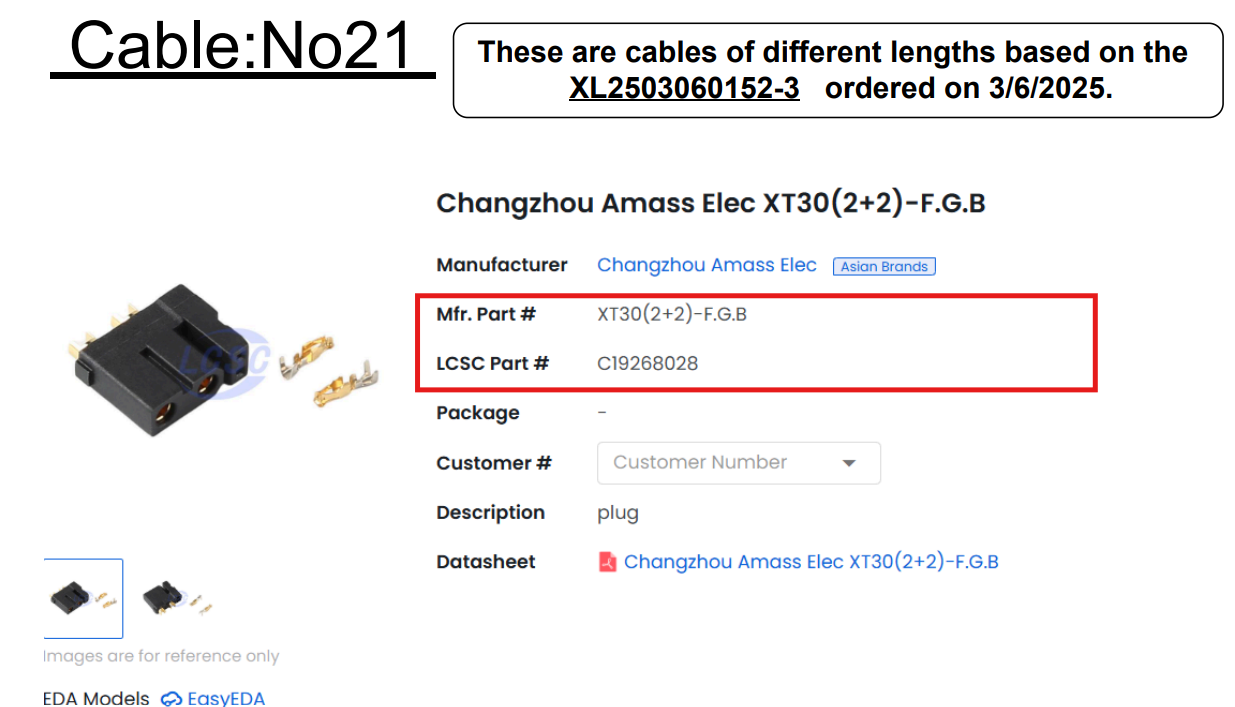 Cable:No21
These are cables of different lengths based on the
XL2503060152-3 ordered on 3/6/2025.
Changzhou Amass Elec XT30(2+2)-F.G.B
Manufacturer Changzhou Amass Elec Asian Brands
Mfr. Part # XT30(2+2)-F.G.B
LCSC Part # C19268028
Package -
Customer # Customer Number
Description plug
Datasheet Changzhou Amass Elec XT30(2+2)-F.G.B
LCSC
Images are for reference only
EDA Models EasyEDA